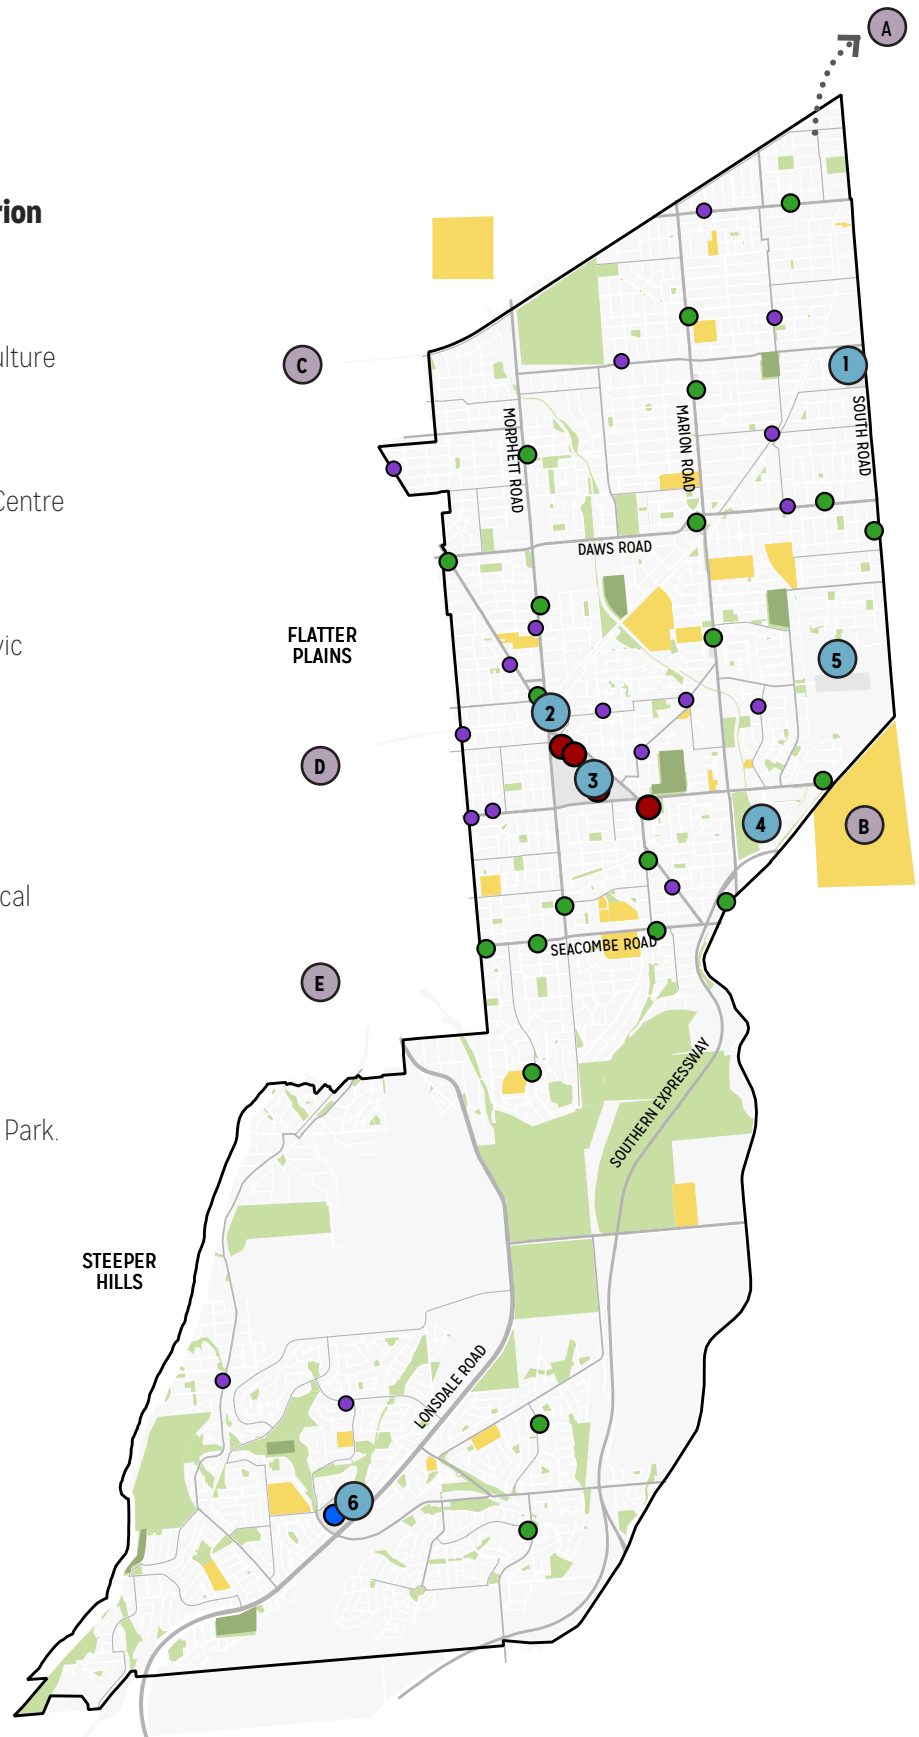 A
rion
C
ulture
1
MORPHETT ROAD
MARION ROAD
SOUTH ROAD
Centre
DAWS ROAD
FLATTER
PLAINS
vic
5
2
D
3
4
B
cal
SEACOMBE ROAD
E
SOUTHERN EXPRESSWAY
Park.
STEEPER
HILLS
LONSDALE ROAD
6